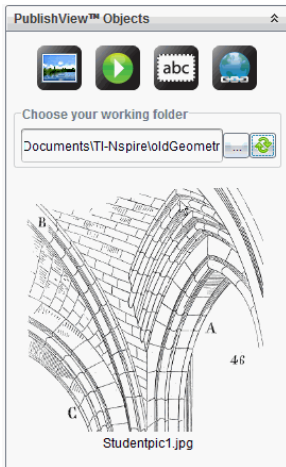 PublishView™ Objects
abc
Choose your working folder
Documents\TI-Nspire\oldGeometr
...
B
A
46
C
Studentpic1.jpg